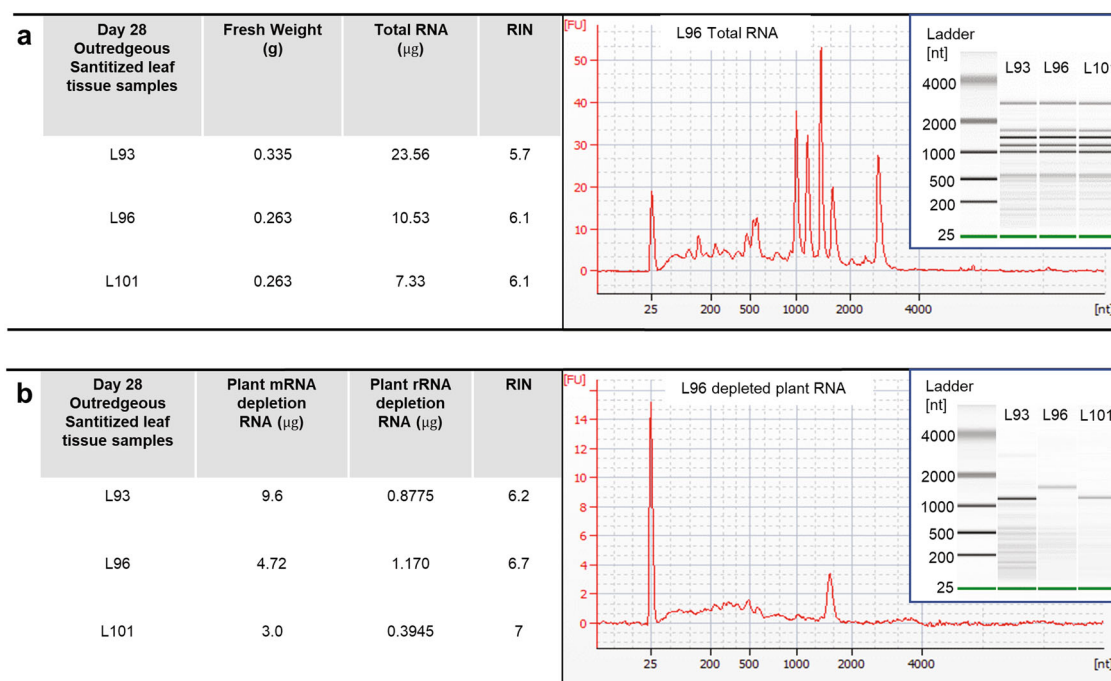 a
Day 28
Outredgeous
Santitized leaf
tissue samples
Fresh Weight
(g)
Total RNA
(µg)
RIN
L93 0.335 23.56 5.7
L96 0.263 10.53 6.1
L101 0.263 7.33 6.1
[FU]
L96 Total RNA
50
40
30
20
10
0
25 200 500 1000 2000 4000 [nt]
Ladder
[nt]
L93 L96 L101
4000
2000
1000
500
200
25
b
Day 28
Outredgeous
Santitized leaf
tissue samples
Plant mRNA
depletion
RNA (µg)
Plant rRNA
depletion
RNA (µg)
RIN
L93 9.6 0.8775 6.2
L96 4.72 1.170 6.7
L101 3.0 0.3945 7
[FU]
L96 depleted plant RNA
14
12
10
8
6
4
2
0
25 200 500 1000 2000 4000 [nt]
Ladder
[nt]
L93 L96 L101
4000
2000
1000
500
200
25